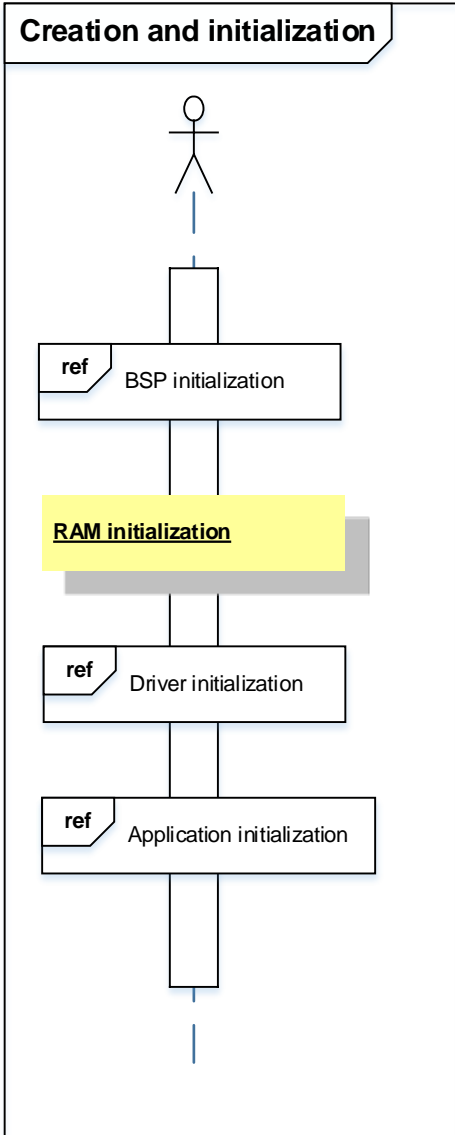 Creation and initialization
ref
BSP initialization
RAM initialization
ref
Driver initialization
ref
Application initialization